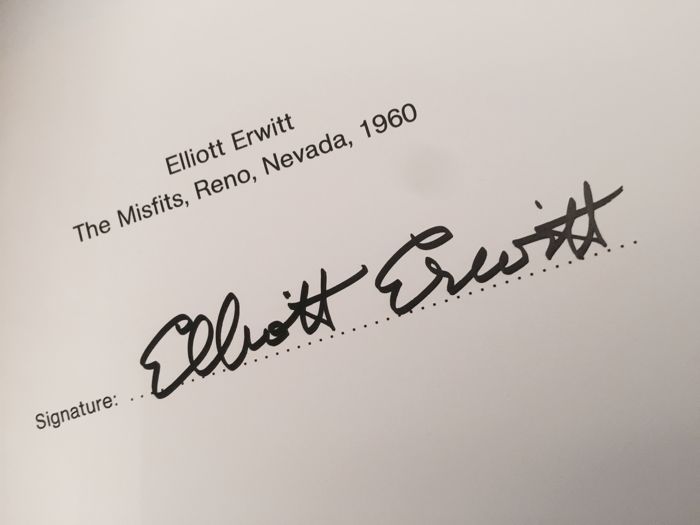 Elliott Erwitt
The Misfits, Reno, Nevada, 1960
Signature: Elliott Erwitt